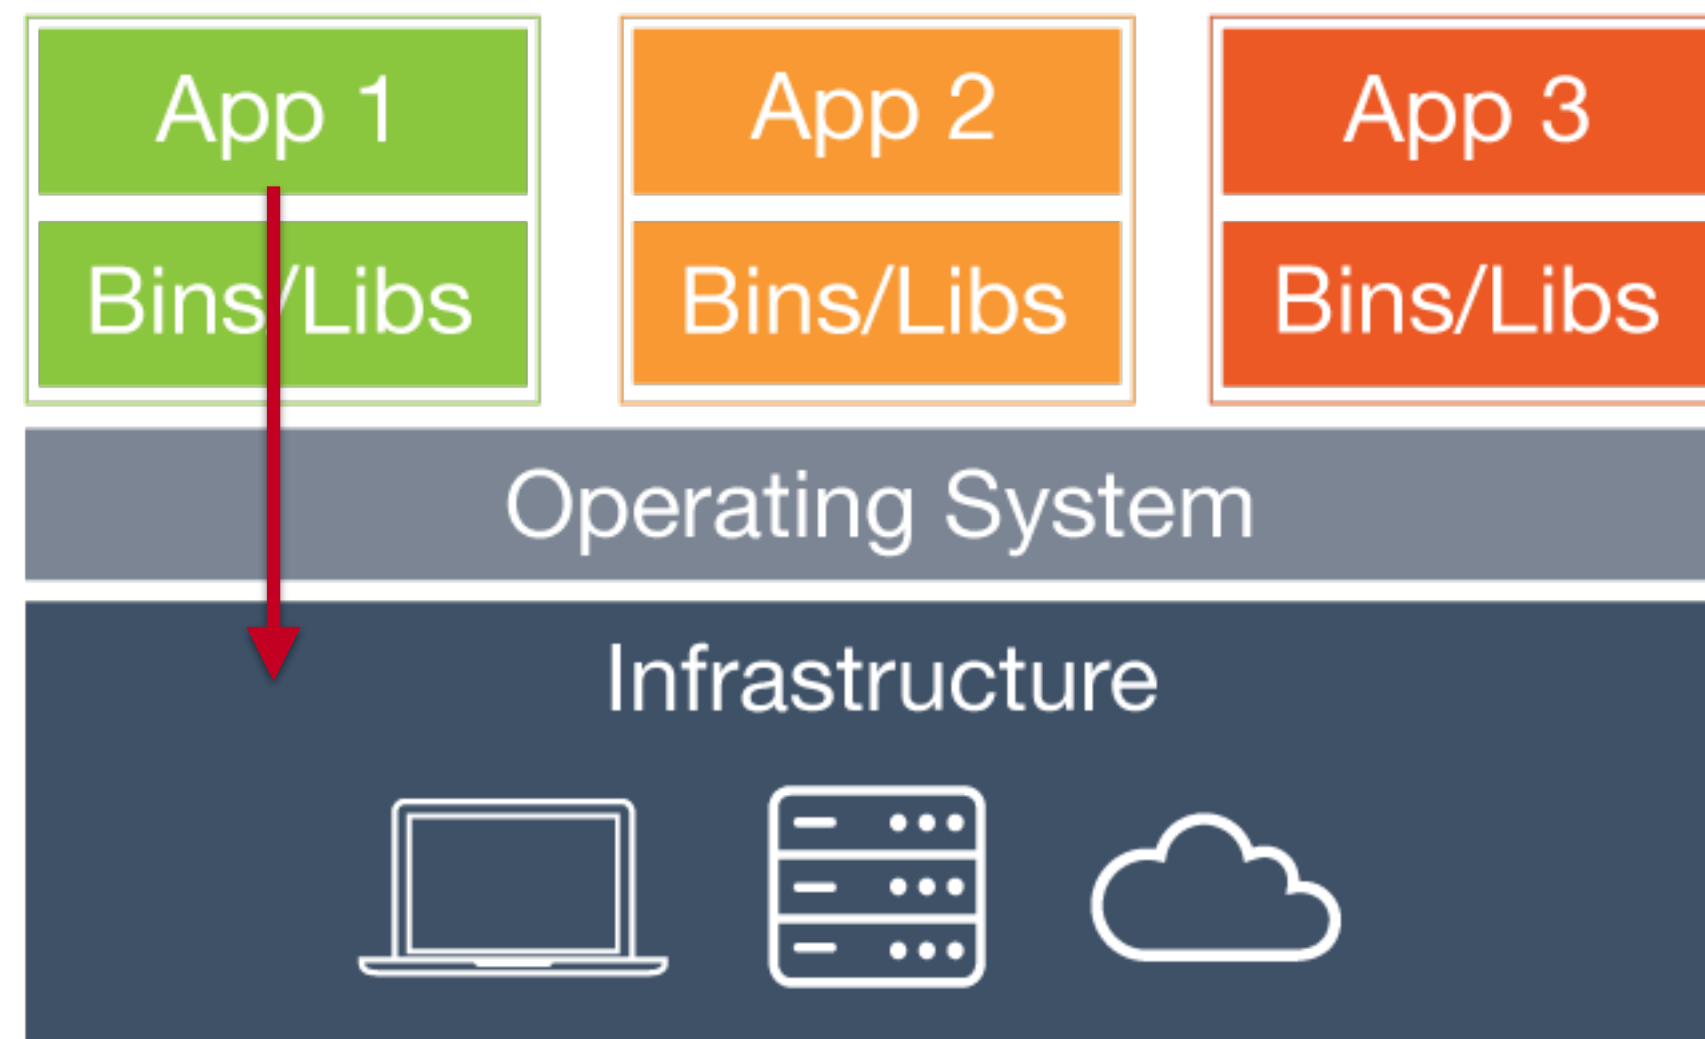 App 1
App 2
App 3
Bins/Libs
Bins/Libs
Bins/Libs
Operating System
Infrastructure